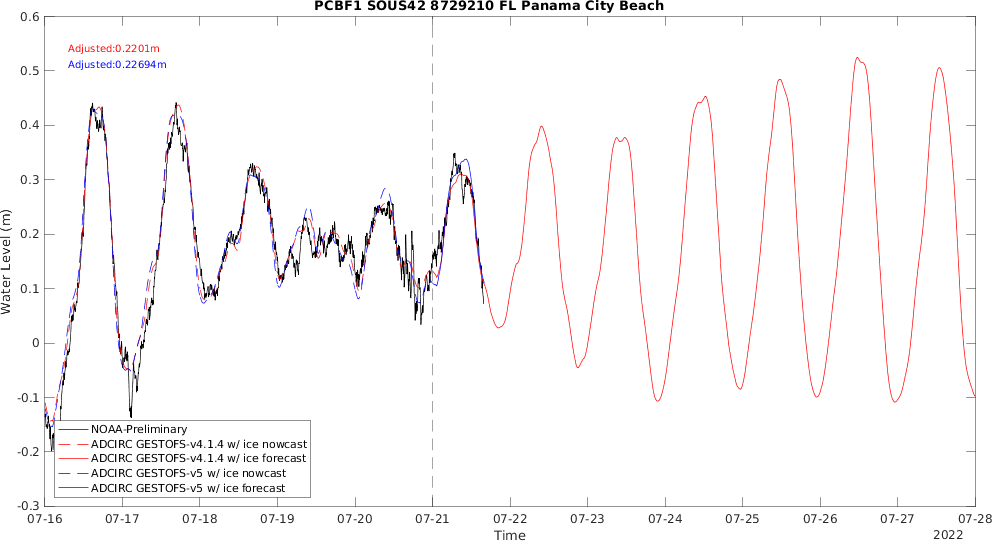 PCBF1 SOUS42 8729210 FL Panama City Beach
0.6
Adjusted:0.2201m
Adjusted:0.22694m
0.5
0.4
0.3
0.2
0.1
0
-0.1
-0.2
-0.3
Water Level (m)
NOAA-Preliminary
ADCIRC GESTOFS-v4.1.4 w/ ice nowcast
ADCIRC GESTOFS-v4.1.4 w/ ice forecast
ADCIRC GESTOFS-v5 w/ ice nowcast
ADCIRC GESTOFS-v5 w/ ice forecast
07-16 07-17 07-18 07-19 07-20 07-21 07-22 07-23 07-24 07-25 07-26 07-27 07-28
Time
2022